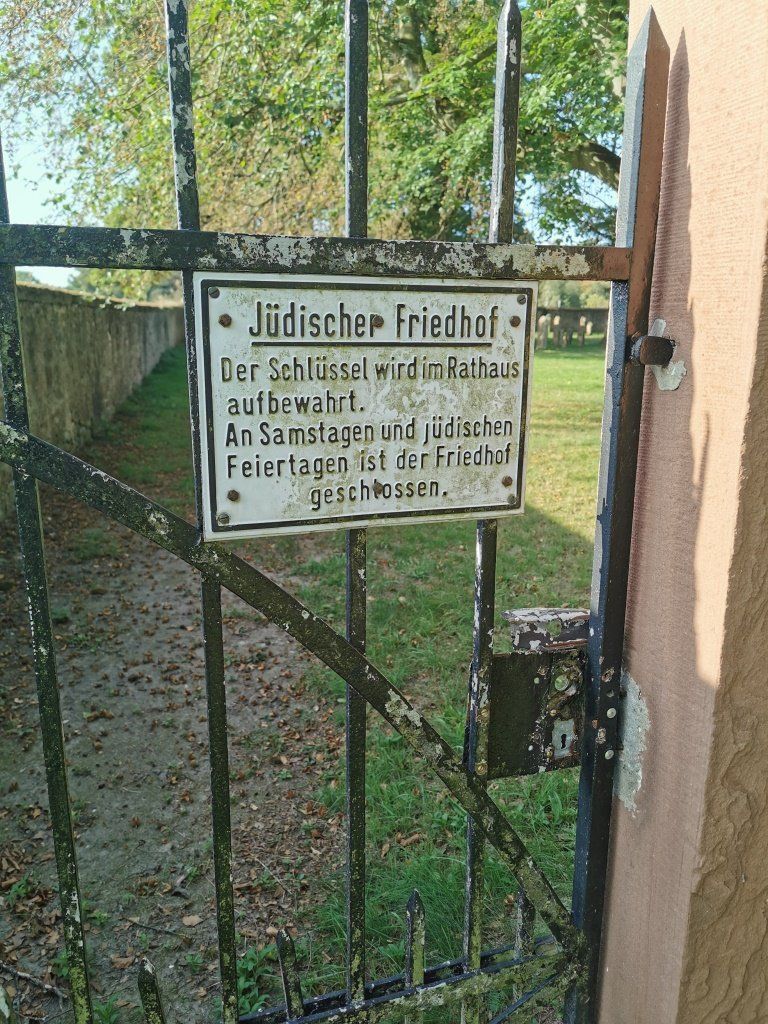 Jüdischer Friedhof
Der Schlüssel wird im Rathaus
aufbewahrt.
An Samstagen und jüdischen
Feiertagen ist der Friedhof
geschlossen.